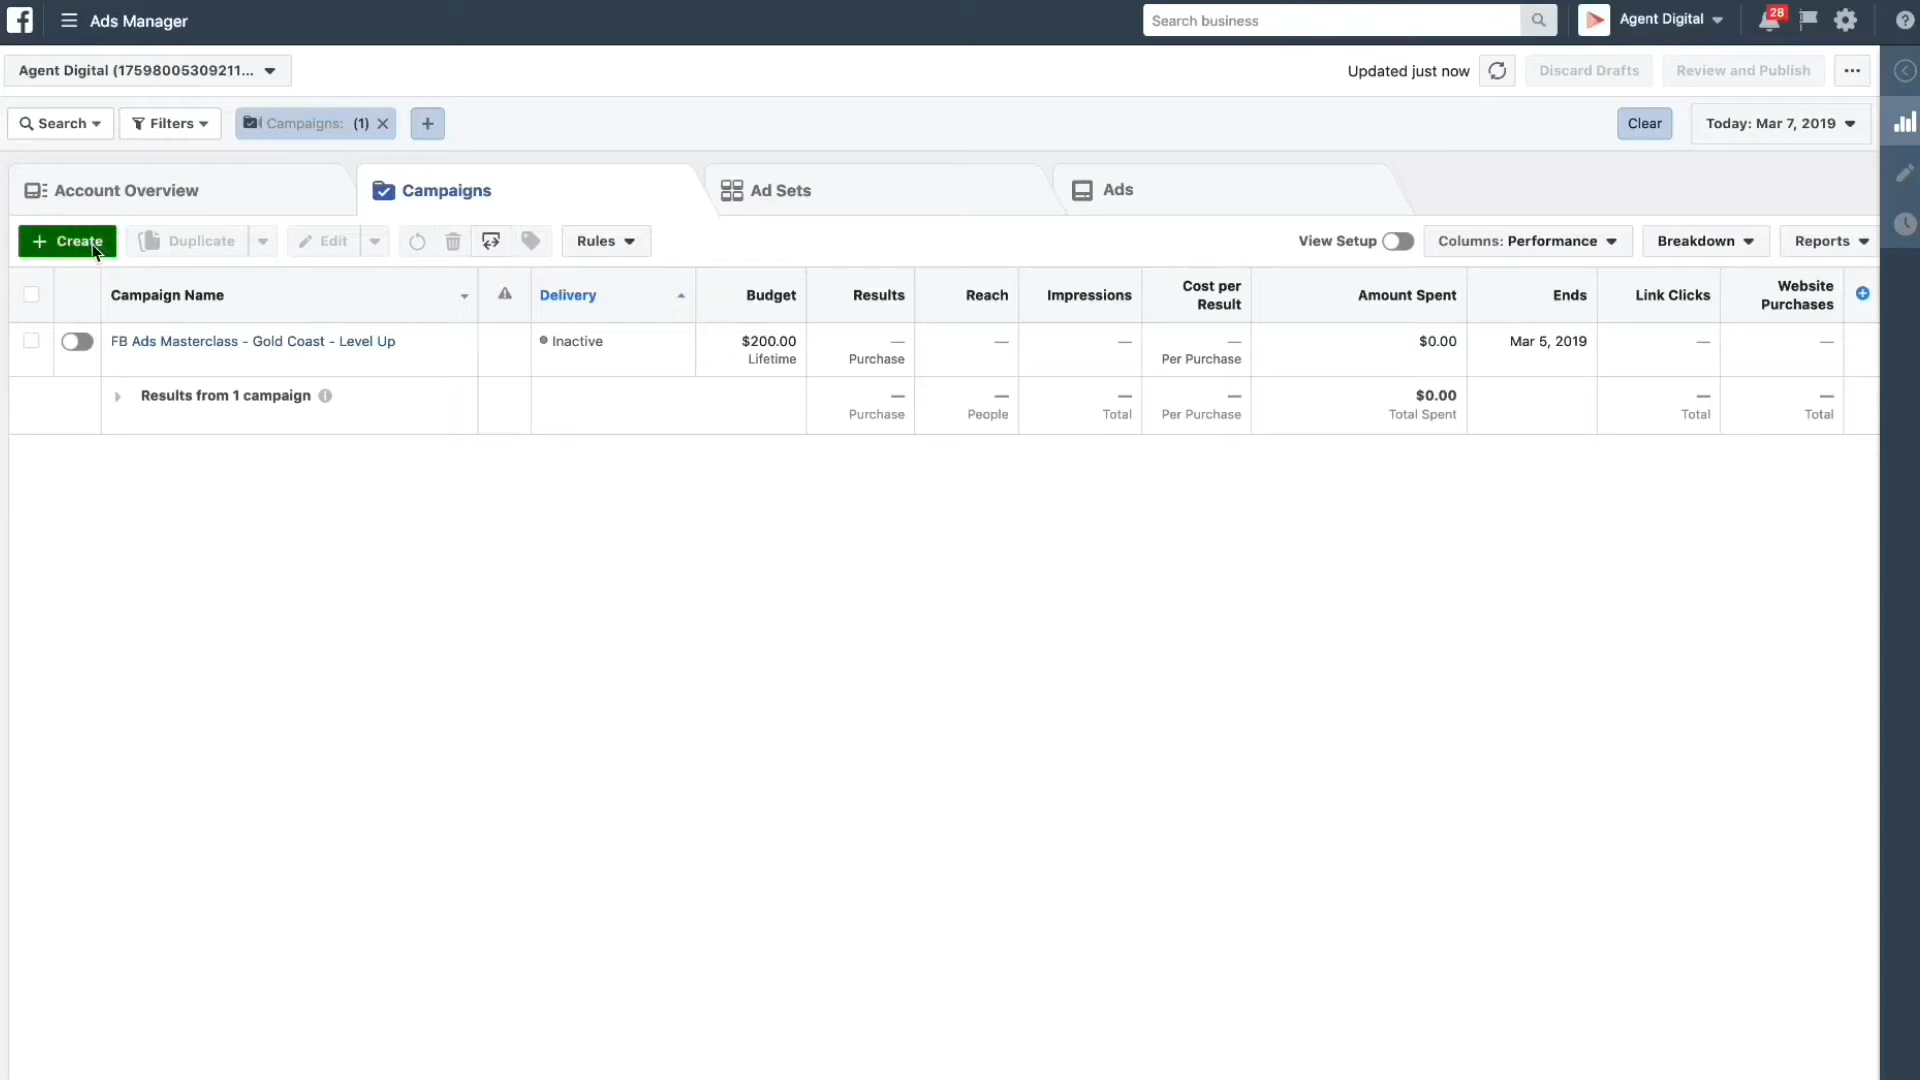 Ads Manager
Search business
Agent Digital
28
Agent Digital (17598005309211...
Updated just now
Discard Drafts
Review and Publish
Search
Filters
Campaigns: (1)
Clear
Today: Mar 7, 2019
Account Overview
Campaigns
Ad Sets
Ads
+ Create
Duplicate
Edit
Rules
View Setup
Columns: Performance
Breakdown
Reports
Campaign Name
Delivery
Budget
Results
Reach
Impressions
Cost per
Result
Amount Spent
Ends
Link Clicks
Website
Purchases
FB Ads Masterclass - Gold Coast - Level Up
Inactive
$200.00
Lifetime
—
Purchase
—
—
—
Per Purchase
$0.00
Mar 5, 2019
—
—
Results from 1 campaign
—
Purchase
—
People
—
Total
—
Per Purchase
$0.00
Total Spent
—
Total
—
Total